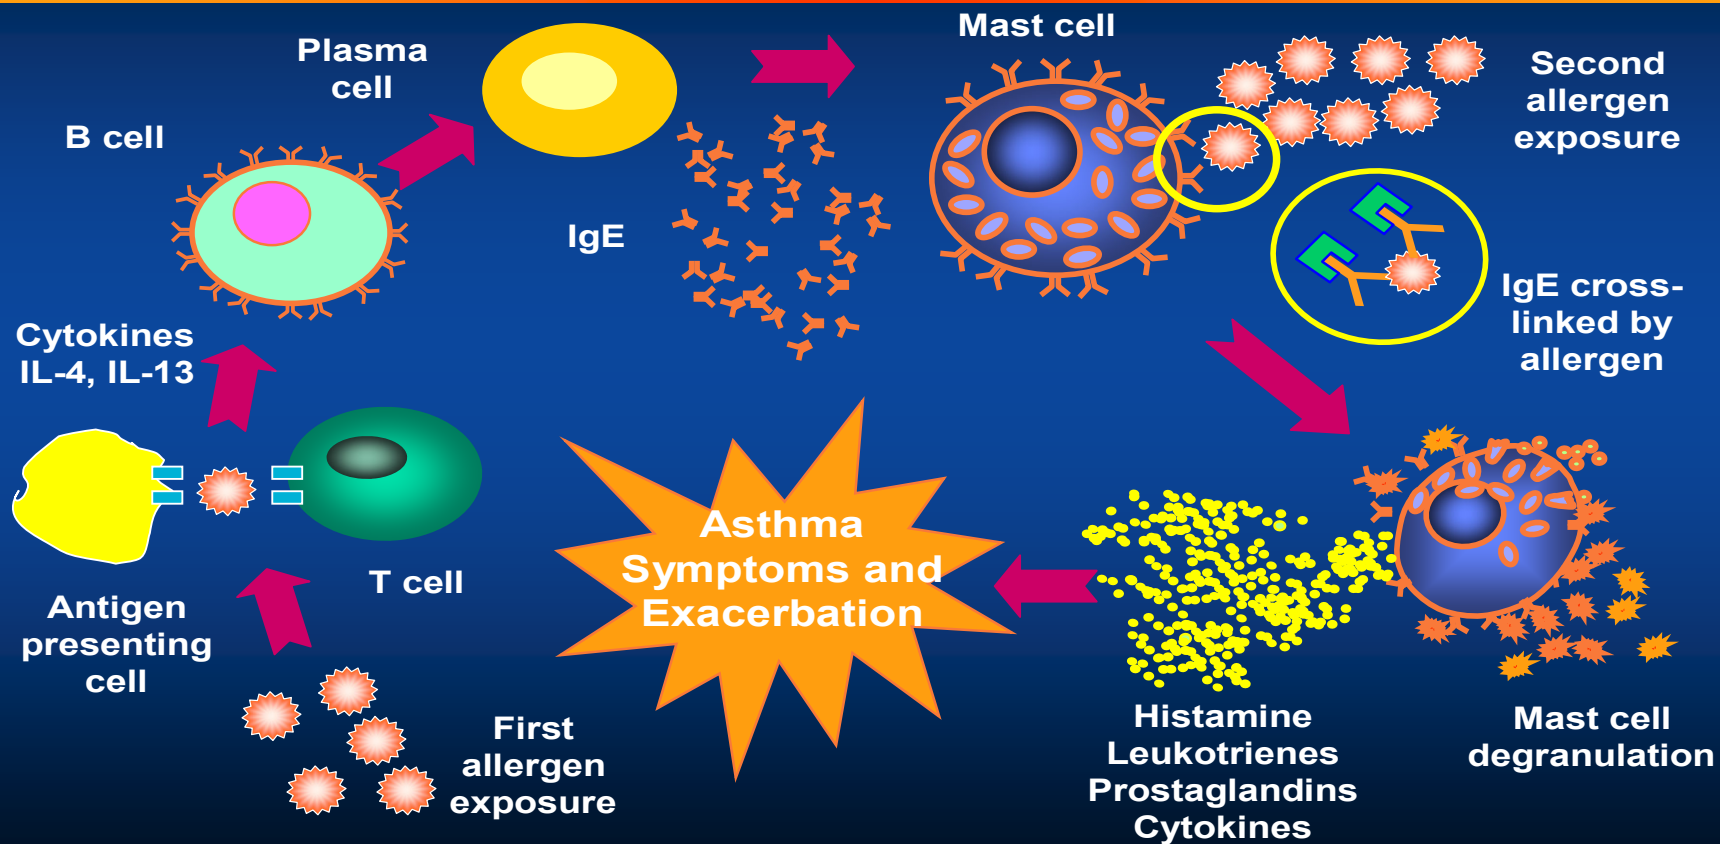 Mast cell
Plasma
cell
Second
allergen
exposure
B cell
IgE
IgE cross-
linked by
allergen
Cytokines
IL-4, IL-13
Asthma
Symptoms and
Exacerbation
T cell
Antigen
presenting
cell
First
allergen
exposure
Histamine
Leukotrienes
Prostaglandins
Cytokines
Mast cell
degranulation